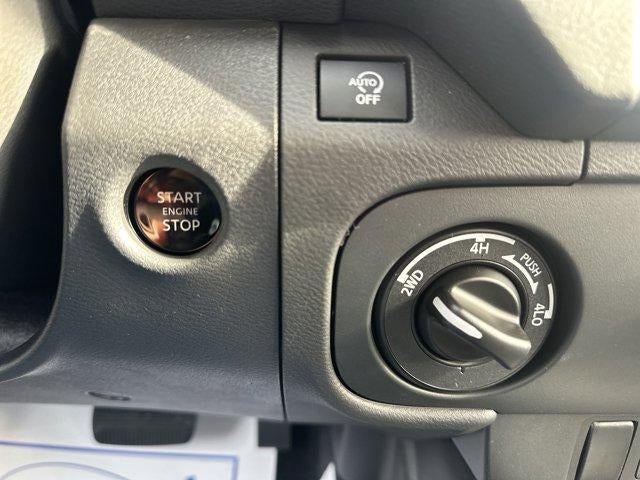 AUTO
OFF
START
ENGINE
STOP
2WD
4H
PUSH
4LO